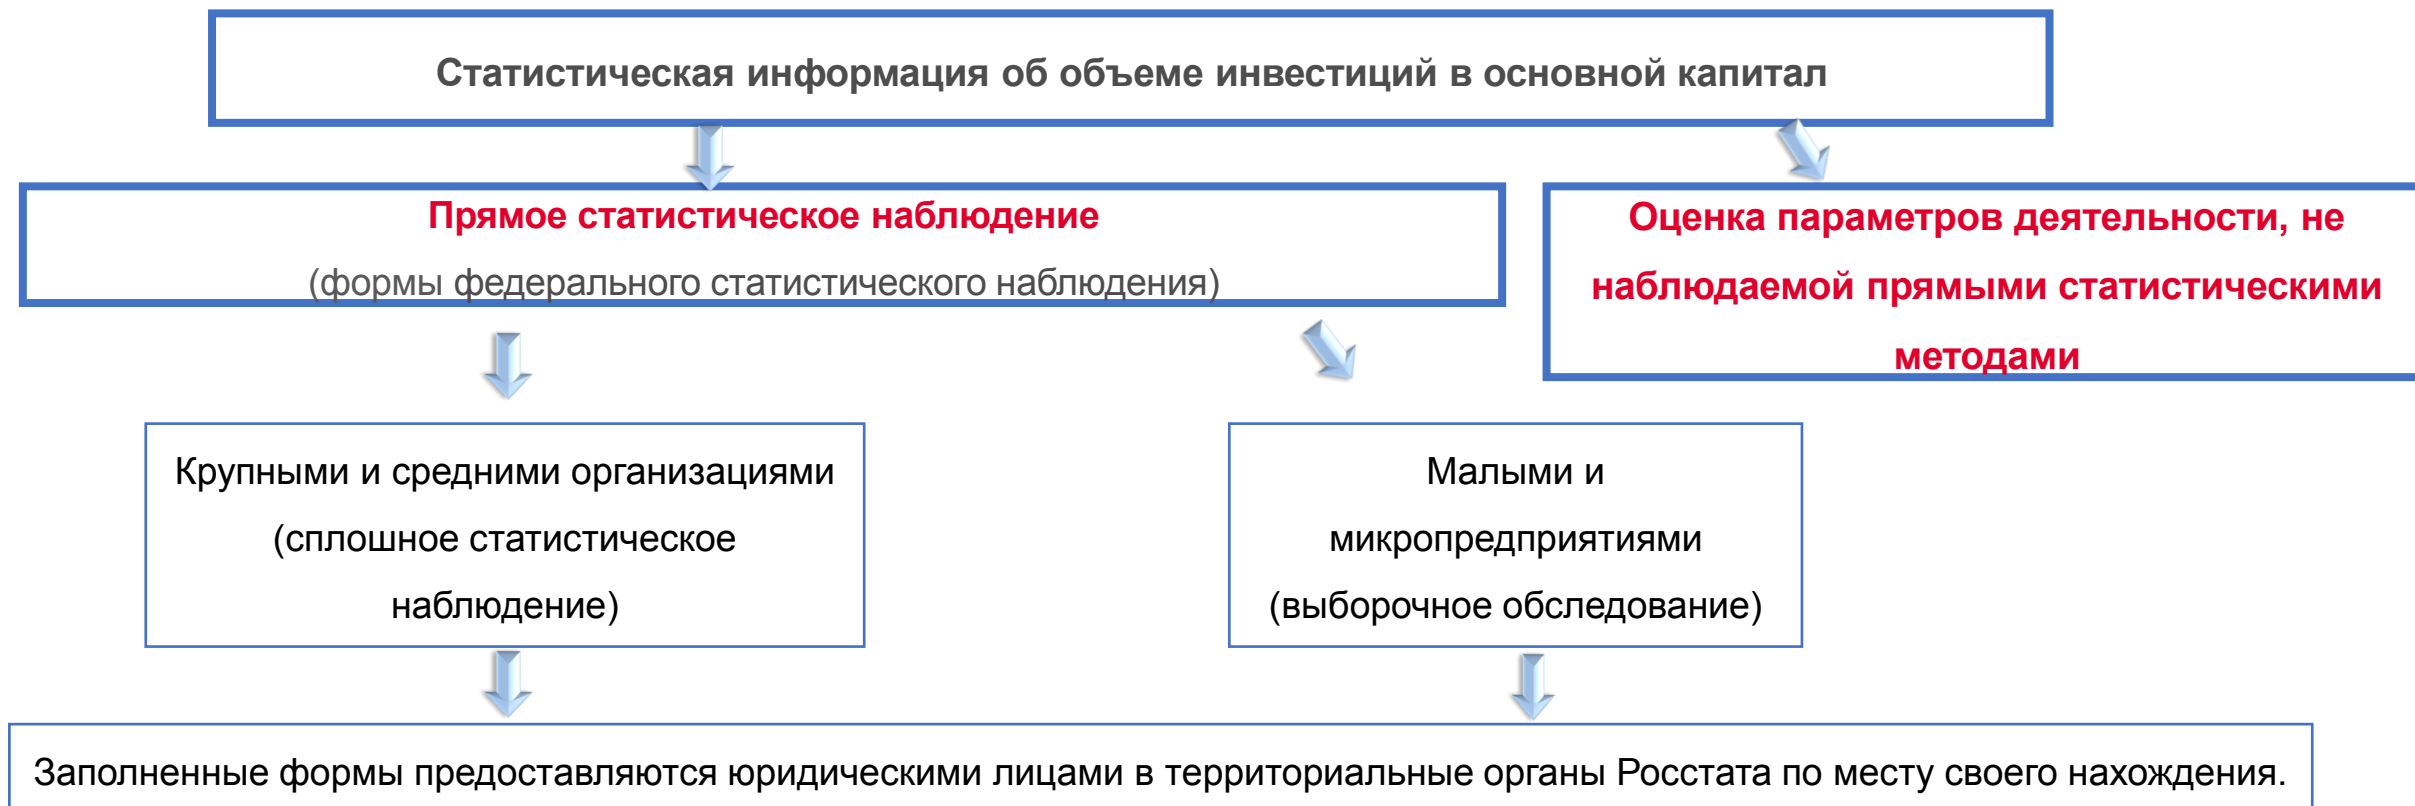 Статистическая информация об объеме инвестиций в основной капитал
Прямое статистическое наблюдение
(формы федерального статистического наблюдения)
Оценка параметров деятельности, не
наблюдаемой прямыми статистическими
методами
Крупными и средними организациями
(сплошное статистическое
наблюдение)
Малыми и
микропредприятиями
(выборочное обследование)
Заполненные формы предоставляются юридическими лицами в территориальные органы Росстата по месту своего нахождения.